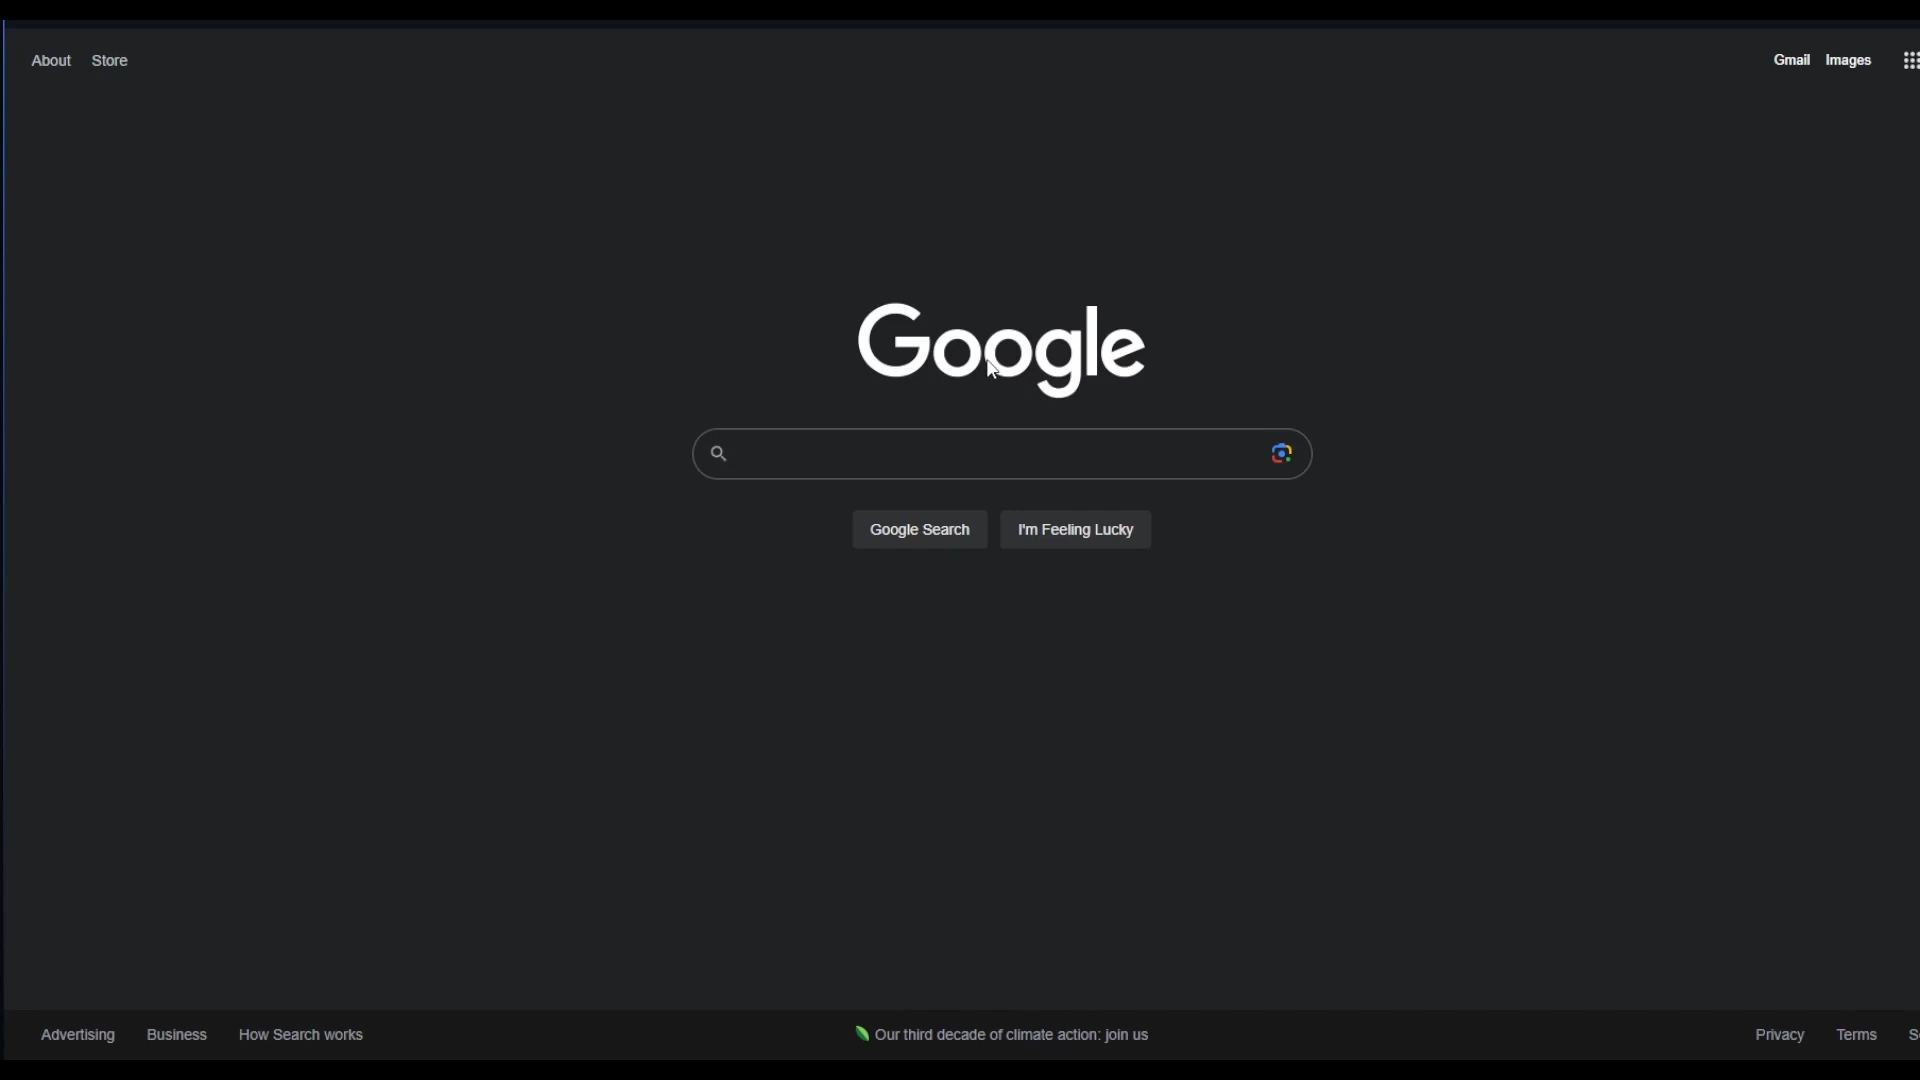 About Store
Gmail Images
Google
Google Search I'm Feeling Lucky
Advertising Business How Search works
Our third decade of climate action: join us
Privacy Terms